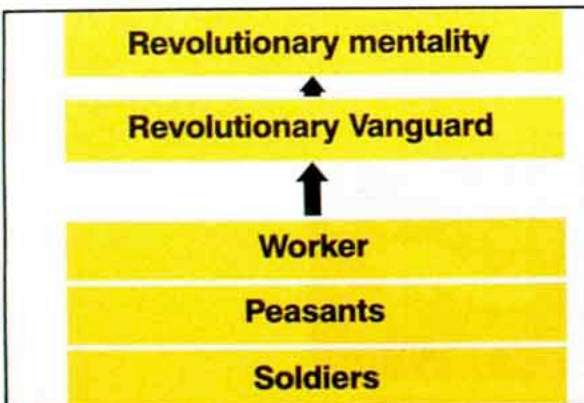 Revolutionary mentality
Revolutionary Vanguard
Worker
Peasants
Soldiers